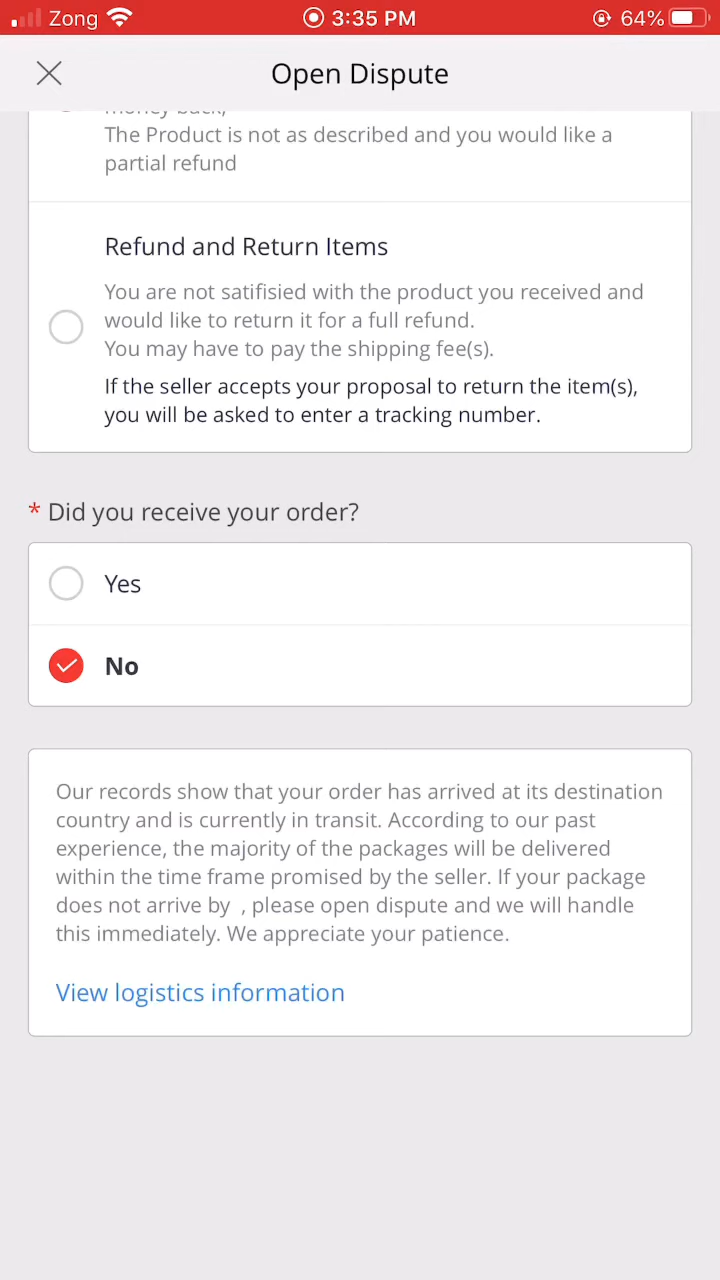 Zong 3:35 PM 64%
Open Dispute
money back,
The Product is not as described and you would like a
partial refund
Refund and Return Items
You are not satifisied with the product you received and
would like to return it for a full refund.
You may have to pay the shipping fee(s).
If the seller accepts your proposal to return the item(s),
you will be asked to enter a tracking number.
* Did you receive your order?
Yes
No
Our records show that your order has arrived at its destination
country and is currently in transit. According to our past
experience, the majority of the packages will be delivered
within the time frame promised by the seller. If your package
does not arrive by , please open dispute and we will handle
this immediately. We appreciate your patience.
View logistics information